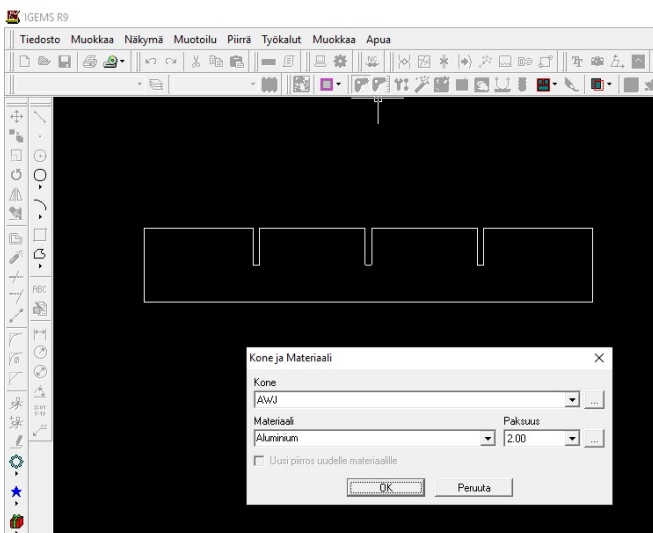 IGEMS R9
Tiedosto Muokkaa Näkymä Muotoilu Piirrä Työkalut Muokkaa Apua
ABC
Kone ja Materiaali
Kone
AWJ
...
Materiaali Paksuus
Aluminium 2.00 ...
Uusi piirros uudelle materiaalille
OK Peruuta